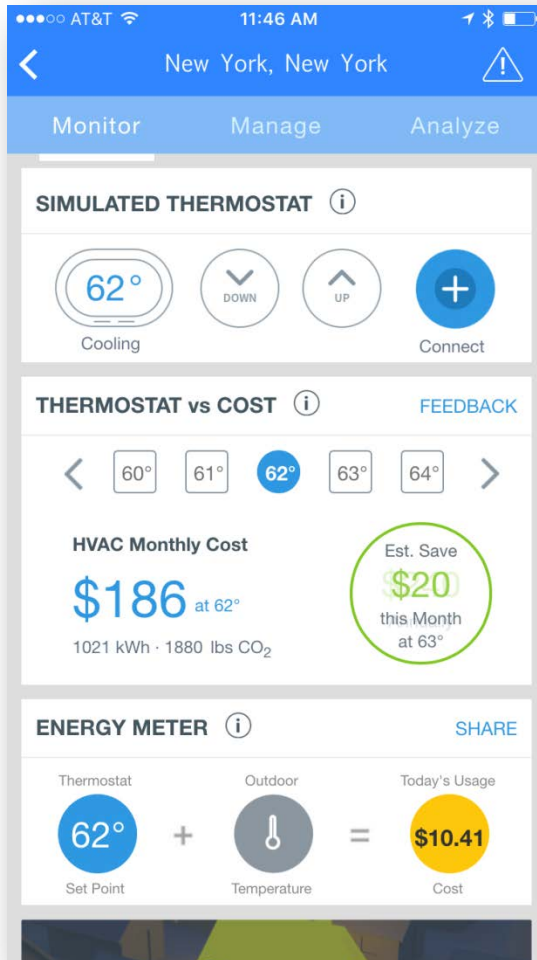 AT&T 11:46 AM
New York, New York
Monitor Manage Analyze
SIMULATED THERMOSTAT i
62° DOWN UP
Cooling Connect
THERMOSTAT vs COST i FEEDBACK
60° 61° 62° 63° 64°
HVAC Monthly Cost
$186 at 62°
1021 kWh · 1880 lbs CO₂
Est. Save
$20
this Month
at 63°
ENERGY METER i SHARE
Thermostat Outdoor Today's Usage
62° + = $10.41
Set Point Temperature Cost